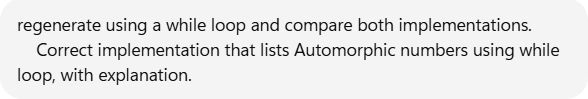 regenerate using a while loop and compare both implementations.
Correct implementation that lists Automorphic numbers using while
loop, with explanation.